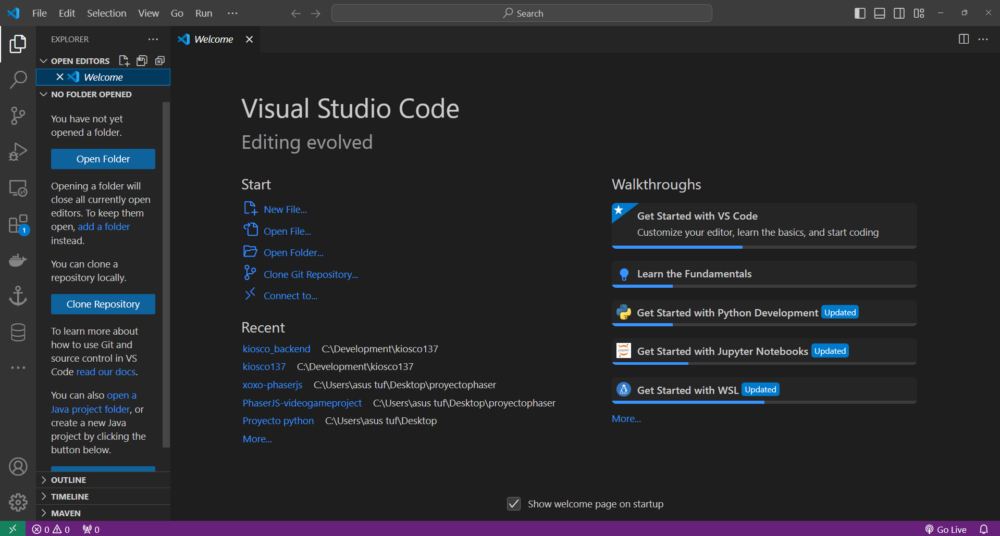 File Edit Selection View Go Run ··· Search
EXPLORER ···
Welcome
OPEN EDITORS
Welcome
NO FOLDER OPENED
You have not yet
opened a folder.
Open Folder
Opening a folder will
close all currently open
editors. To keep them
open, add a folder
instead.
You can clone a
repository locally.
Clone Repository
To learn more about
how to use Git and
source control in VS
Code read our docs.
You can also open a
Java project folder, or
create a new Java
project by clicking the
button below.
OUTLINE
TIMELINE
MAVEN
1
Visual Studio Code
Editing evolved
Start
New File...
Open File...
Open Folder...
Clone Git Repository...
Connect to...
Recent
kiosco_backend C:\Development\kiosco137
kiosco137 C:\Development\kiosco137
xoxo-phaserjs C:\Users\asus tuf\Desktop\proyectophaser
PhaserJS-videogameproject C:\Users\asus tuf\Desktop\proyectophaser
Proyecto python C:\Users\asus tuf\Desktop
More...
Walkthroughs
Get Started with VS Code
Customize your editor, learn the basics, and start coding
Learn the Fundamentals
Get Started with Python Development Updated
jupyter
Get Started with Jupyter Notebooks Updated
Get Started with WSL Updated
More...
Show welcome page on startup
0 0 0 Go Live